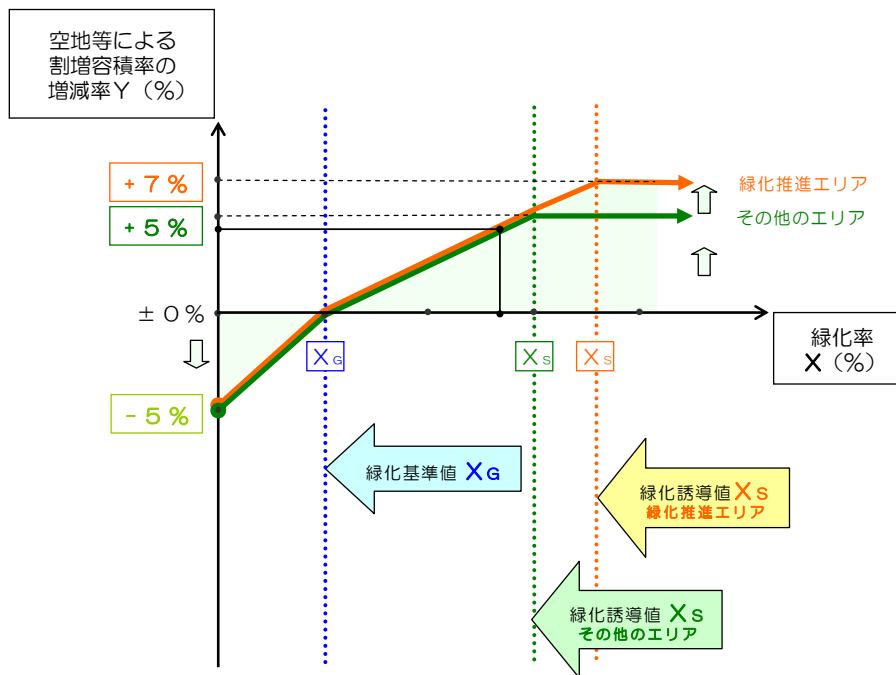 空地等による
割増容積率の
増減率Y(%)
+7%
+5%
±0%
-5%
緑化推進エリア
その他のエリア
XG
XS
XS
緑化率
X(%)
緑化基準値 XG
緑化誘導値 XS
緑化推進エリア
緑化誘導値 XS
その他のエリア